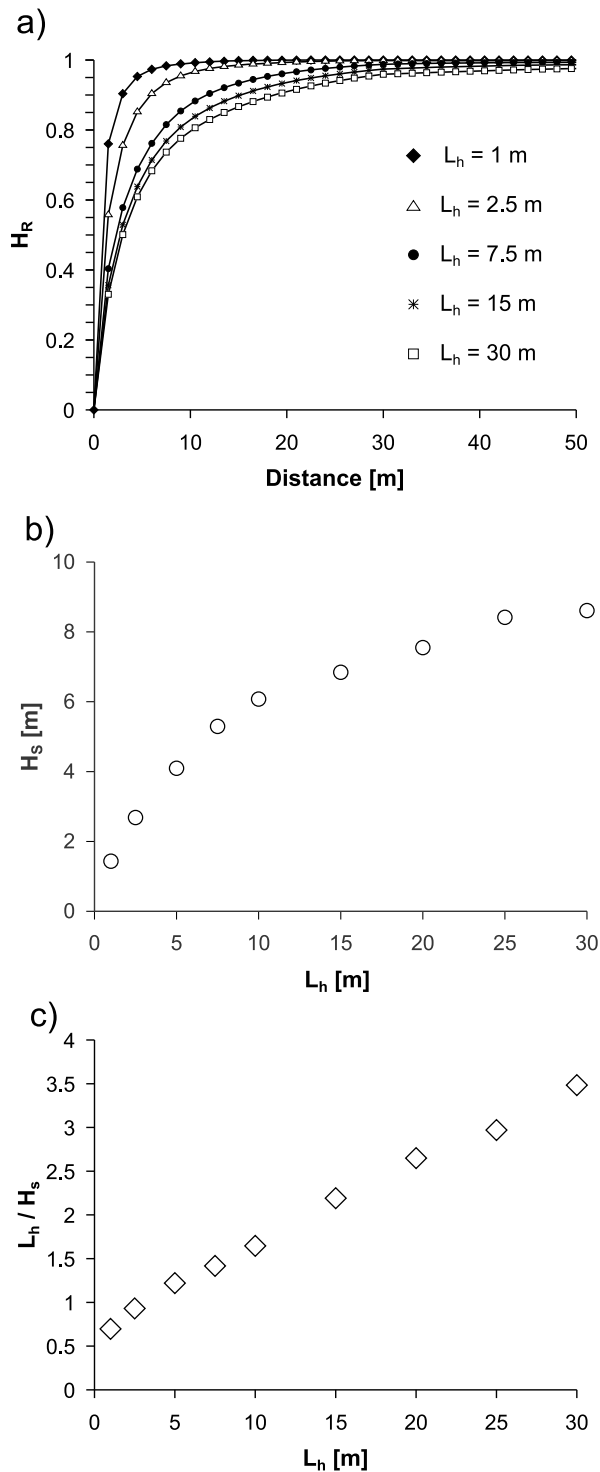 a)
1
0.8
0.6
0.4
0.2
0
H_R
L_h = 1 m
L_h = 2.5 m
L_h = 7.5 m
L_h = 15 m
L_h = 30 m
0 10 20 30 40 50
Distance [m]
b)
10
8
6
4
2
0
H_S [m]
0 5 10 15 20 25 30
L_h [m]
c)
4
3.5
3
2.5
2
1.5
1
0.5
0
L_h / H_s
0 5 10 15 20 25 30
L_h [m]